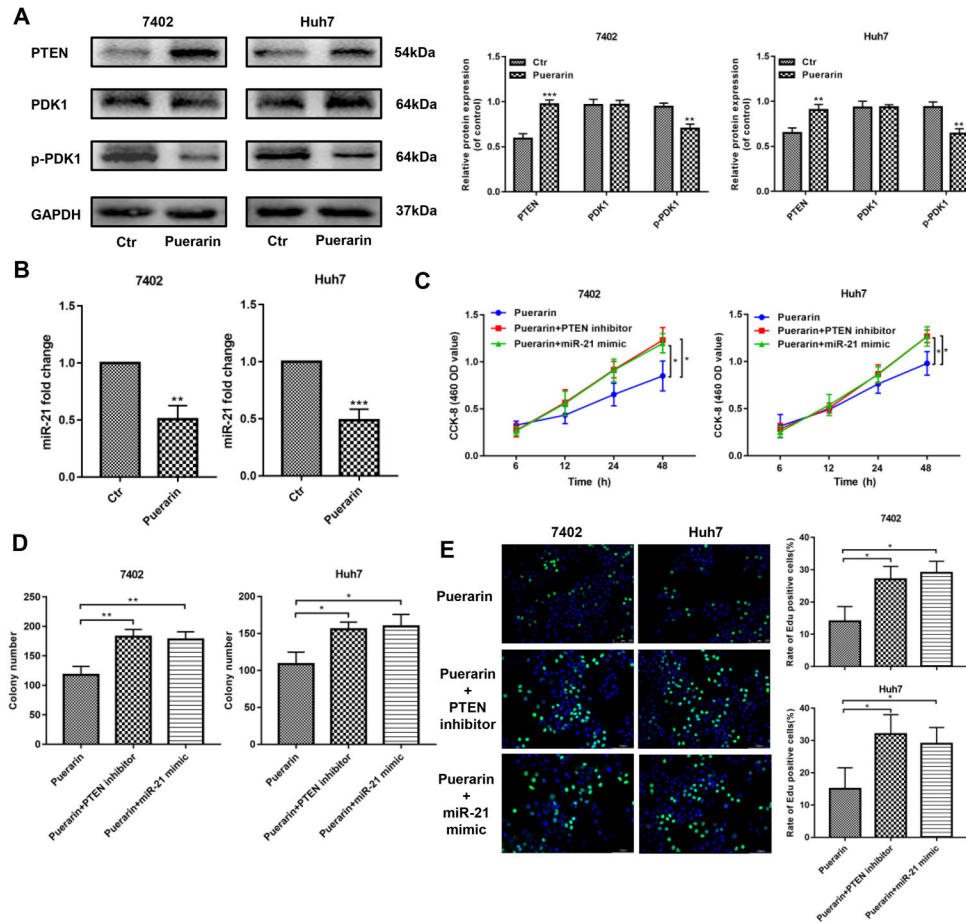 A
7402
Huh7
PTEN
54kDa
PDK1
64kDa
p-PDK1
64kDa
GAPDH
37kDa
Ctr
Puerarin
Ctr
Puerarin
7402
Relative protein expression
(of control)
1.5
1.0
0.5
0.0
Ctr
Puerarin
***
**
PTEN
PDK1
p-PDK1
Huh7
Relative protein expression
(of control)
1.5
1.0
0.5
0.0
Ctr
Puerarin
**
**
PTEN
PDK1
p-PDK1
B
7402
miR-21 fold change
1.5
1.0
0.5
0.0
**
Ctr
Puerarin
Huh7
miR-21 fold change
1.5
1.0
0.5
0.0
***
Ctr
Puerarin
C
7402
Puerarin
Puerarin+PTEN inhibitor
Puerarin+miR-21 mimic
CCK-8 (460 OD value)
1.5
1.0
0.5
0.0
* *
6 12 24 48
Time (h)
Huh7
Puerarin
Puerarin+PTEN inhibitor
Puerarin+miR-21 mimic
CCK-8 (460 OD value)
1.5
1.0
0.5
0.0
* *
6 12 24 48
Time (h)
D
7402
Colony number
250
200
150
100
50
0
**
**
Puerarin
Puerarin+PTEN inhibitor
Puerarin+miR-21 mimic
Huh7
Colony number
250
200
150
100
50
0
*
*
Puerarin
Puerarin+PTEN inhibitor
Puerarin+miR-21 mimic
E
7402
Huh7
Puerarin
Puerarin
+
PTEN
inhibitor
Puerarin
+
miR-21
mimic
7402
Rate of Edu positive cells(%)
40
30
20
10
0
*
*
Huh7
Rate of Edu positive cells(%)
40
30
20
10
0
*
*
Puerarin
Puerarin+PTEN inhibitor
Puerarin+miR-21 mimic